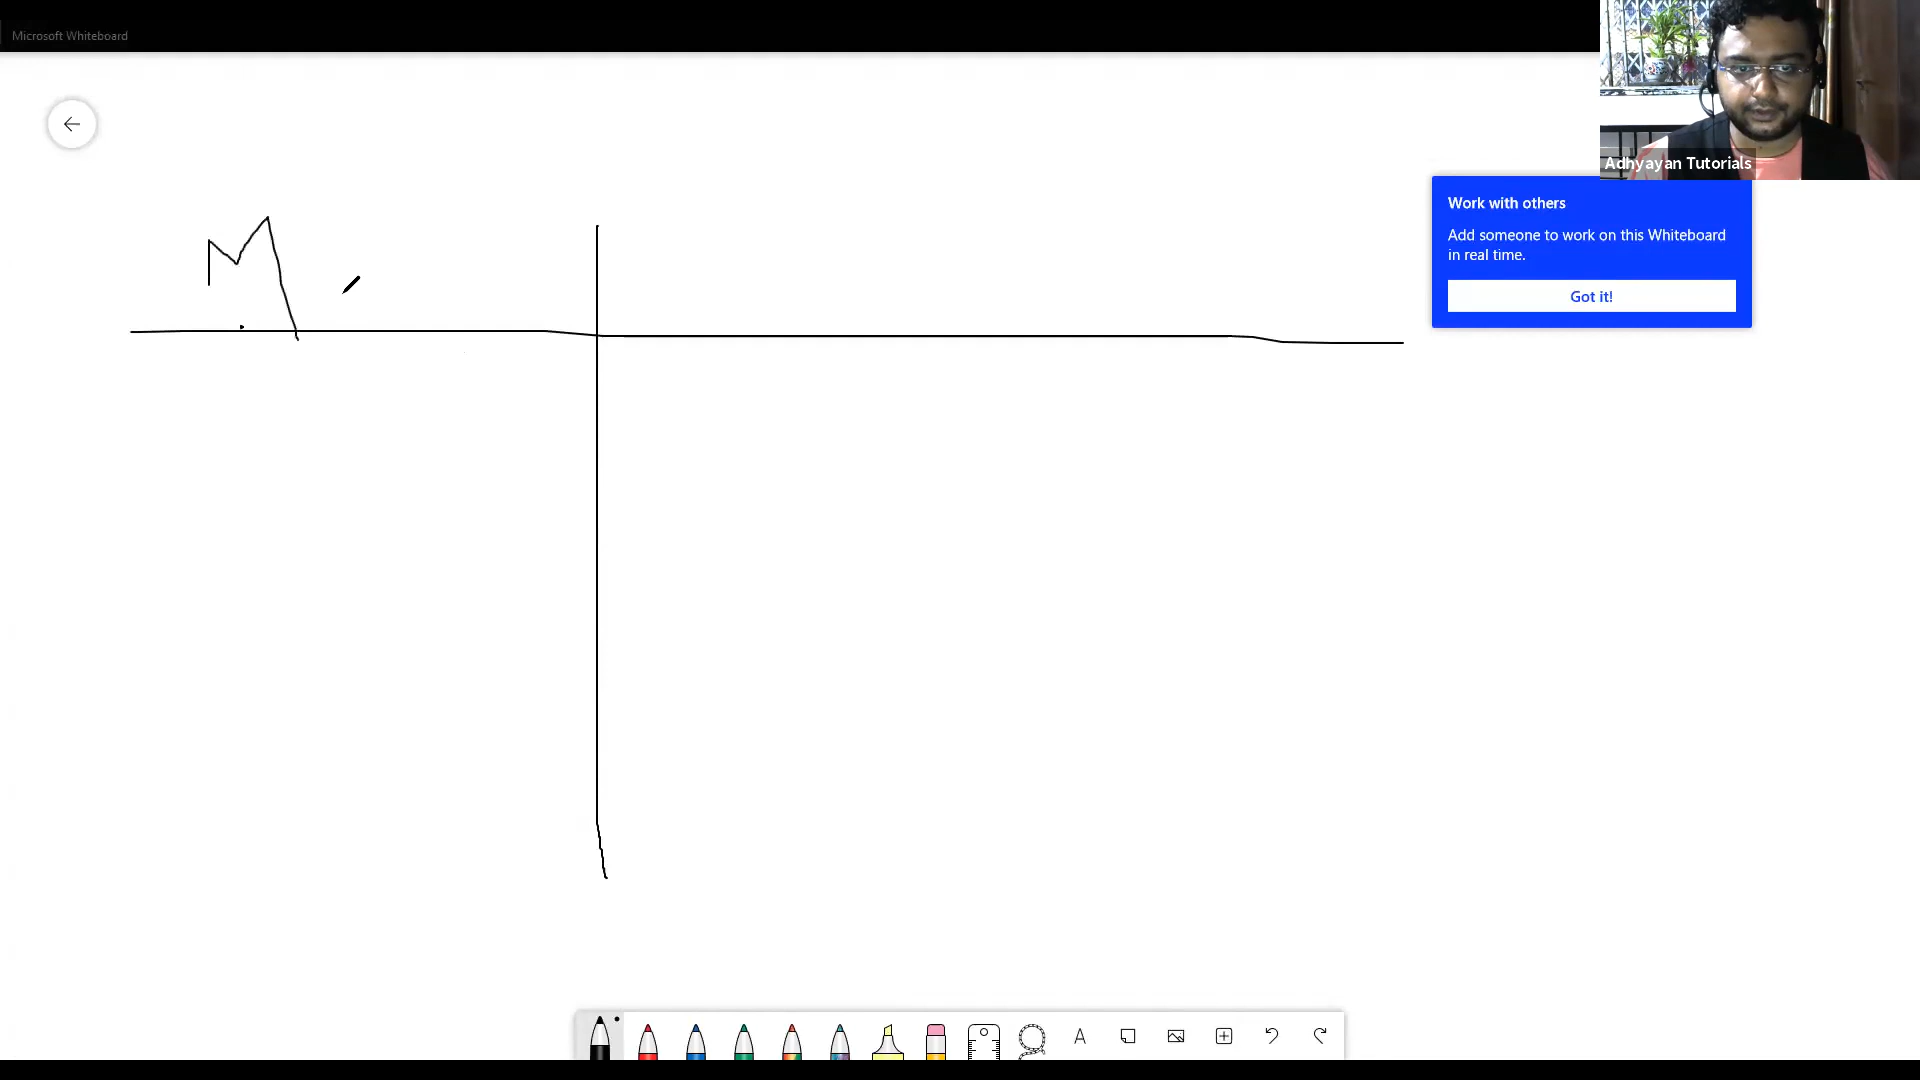 Microsoft Whiteboard
Adhyayan Tutorials
Work with others
Add someone to work on this Whiteboard
in real time.
Got it!
M
A